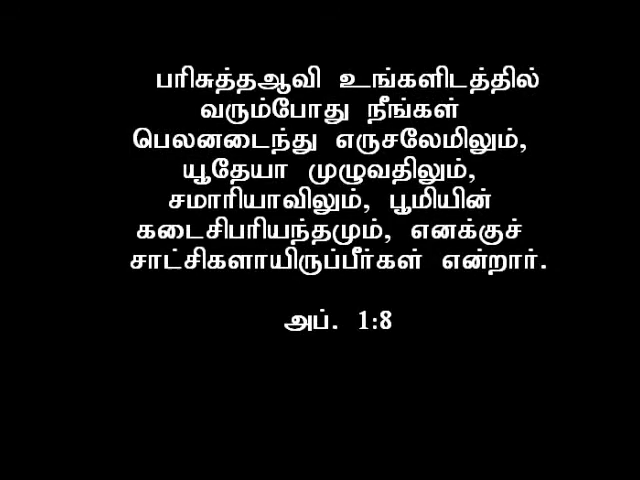 பரிசுத்தஆவி உங்களிடத்தில்
வரும்போது நீங்கள்
பெலனடைந்து எருசலேமிலும்,
யூதேயா முழுவதிலும்,
சமாரியாவிலும், பூமியின்
கடைசிபரியந்தமும், எனக்குச்
சாட்சிகளாயிருப்பீர்கள் என்றார்.
அப். 1:8